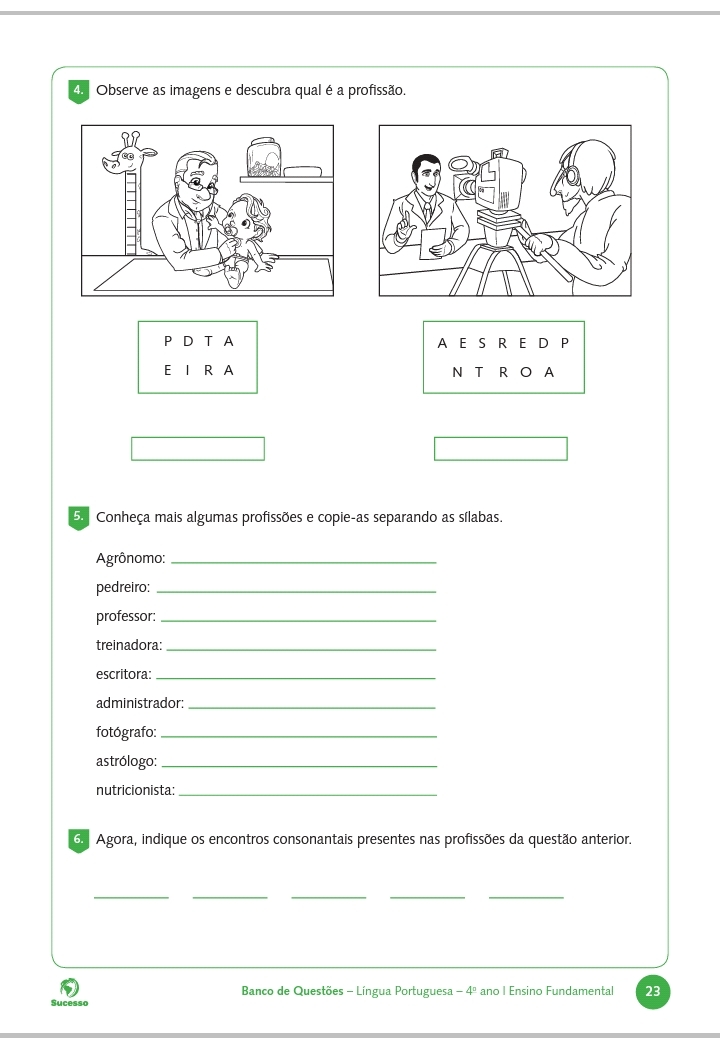 4. Observe as imagens e descubra qual é a profissão.
P D T A
E I R A
A E S R E D P
N T R O A
5. Conheça mais algumas profissões e copie-as separando as sílabas.
Agrônomo:
pedreiro:
professor:
treinadora:
escritora:
administrador:
fotógrafo:
astrólogo:
nutricionista:
6. Agora, indique os encontros consonantais presentes nas profissões da questão anterior.
Sucesso
Banco de Questões – Língua Portuguesa – 4º ano | Ensino Fundamental
23